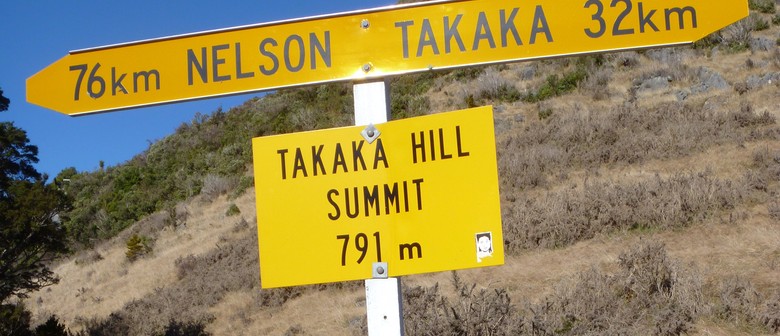 76km NELSON TAKAKA 32km
TAKAKA HILL
SUMMIT
791 m